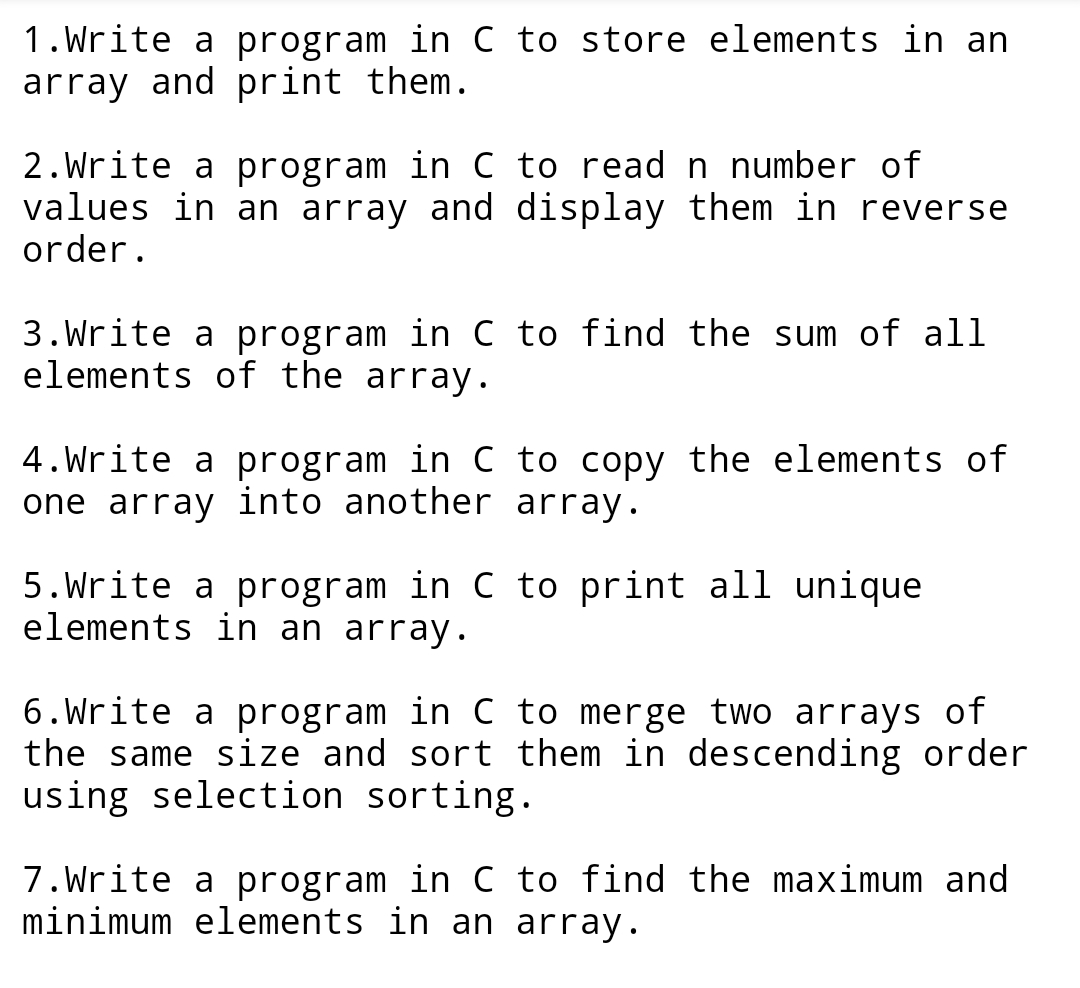 1.Write a program in C to store elements in an
array and print them.
2.Write a program in C to read n number of
values in an array and display them in reverse
order.
3.Write a program in C to find the sum of all
elements of the array.
4.Write a program in C to copy the elements of
one array into another array.
5.Write a program in C to print all unique
elements in an array.
6.Write a program in C to merge two arrays of
the same size and sort them in descending order
using selection sorting.
7.Write a program in C to find the maximum and
minimum elements in an array.